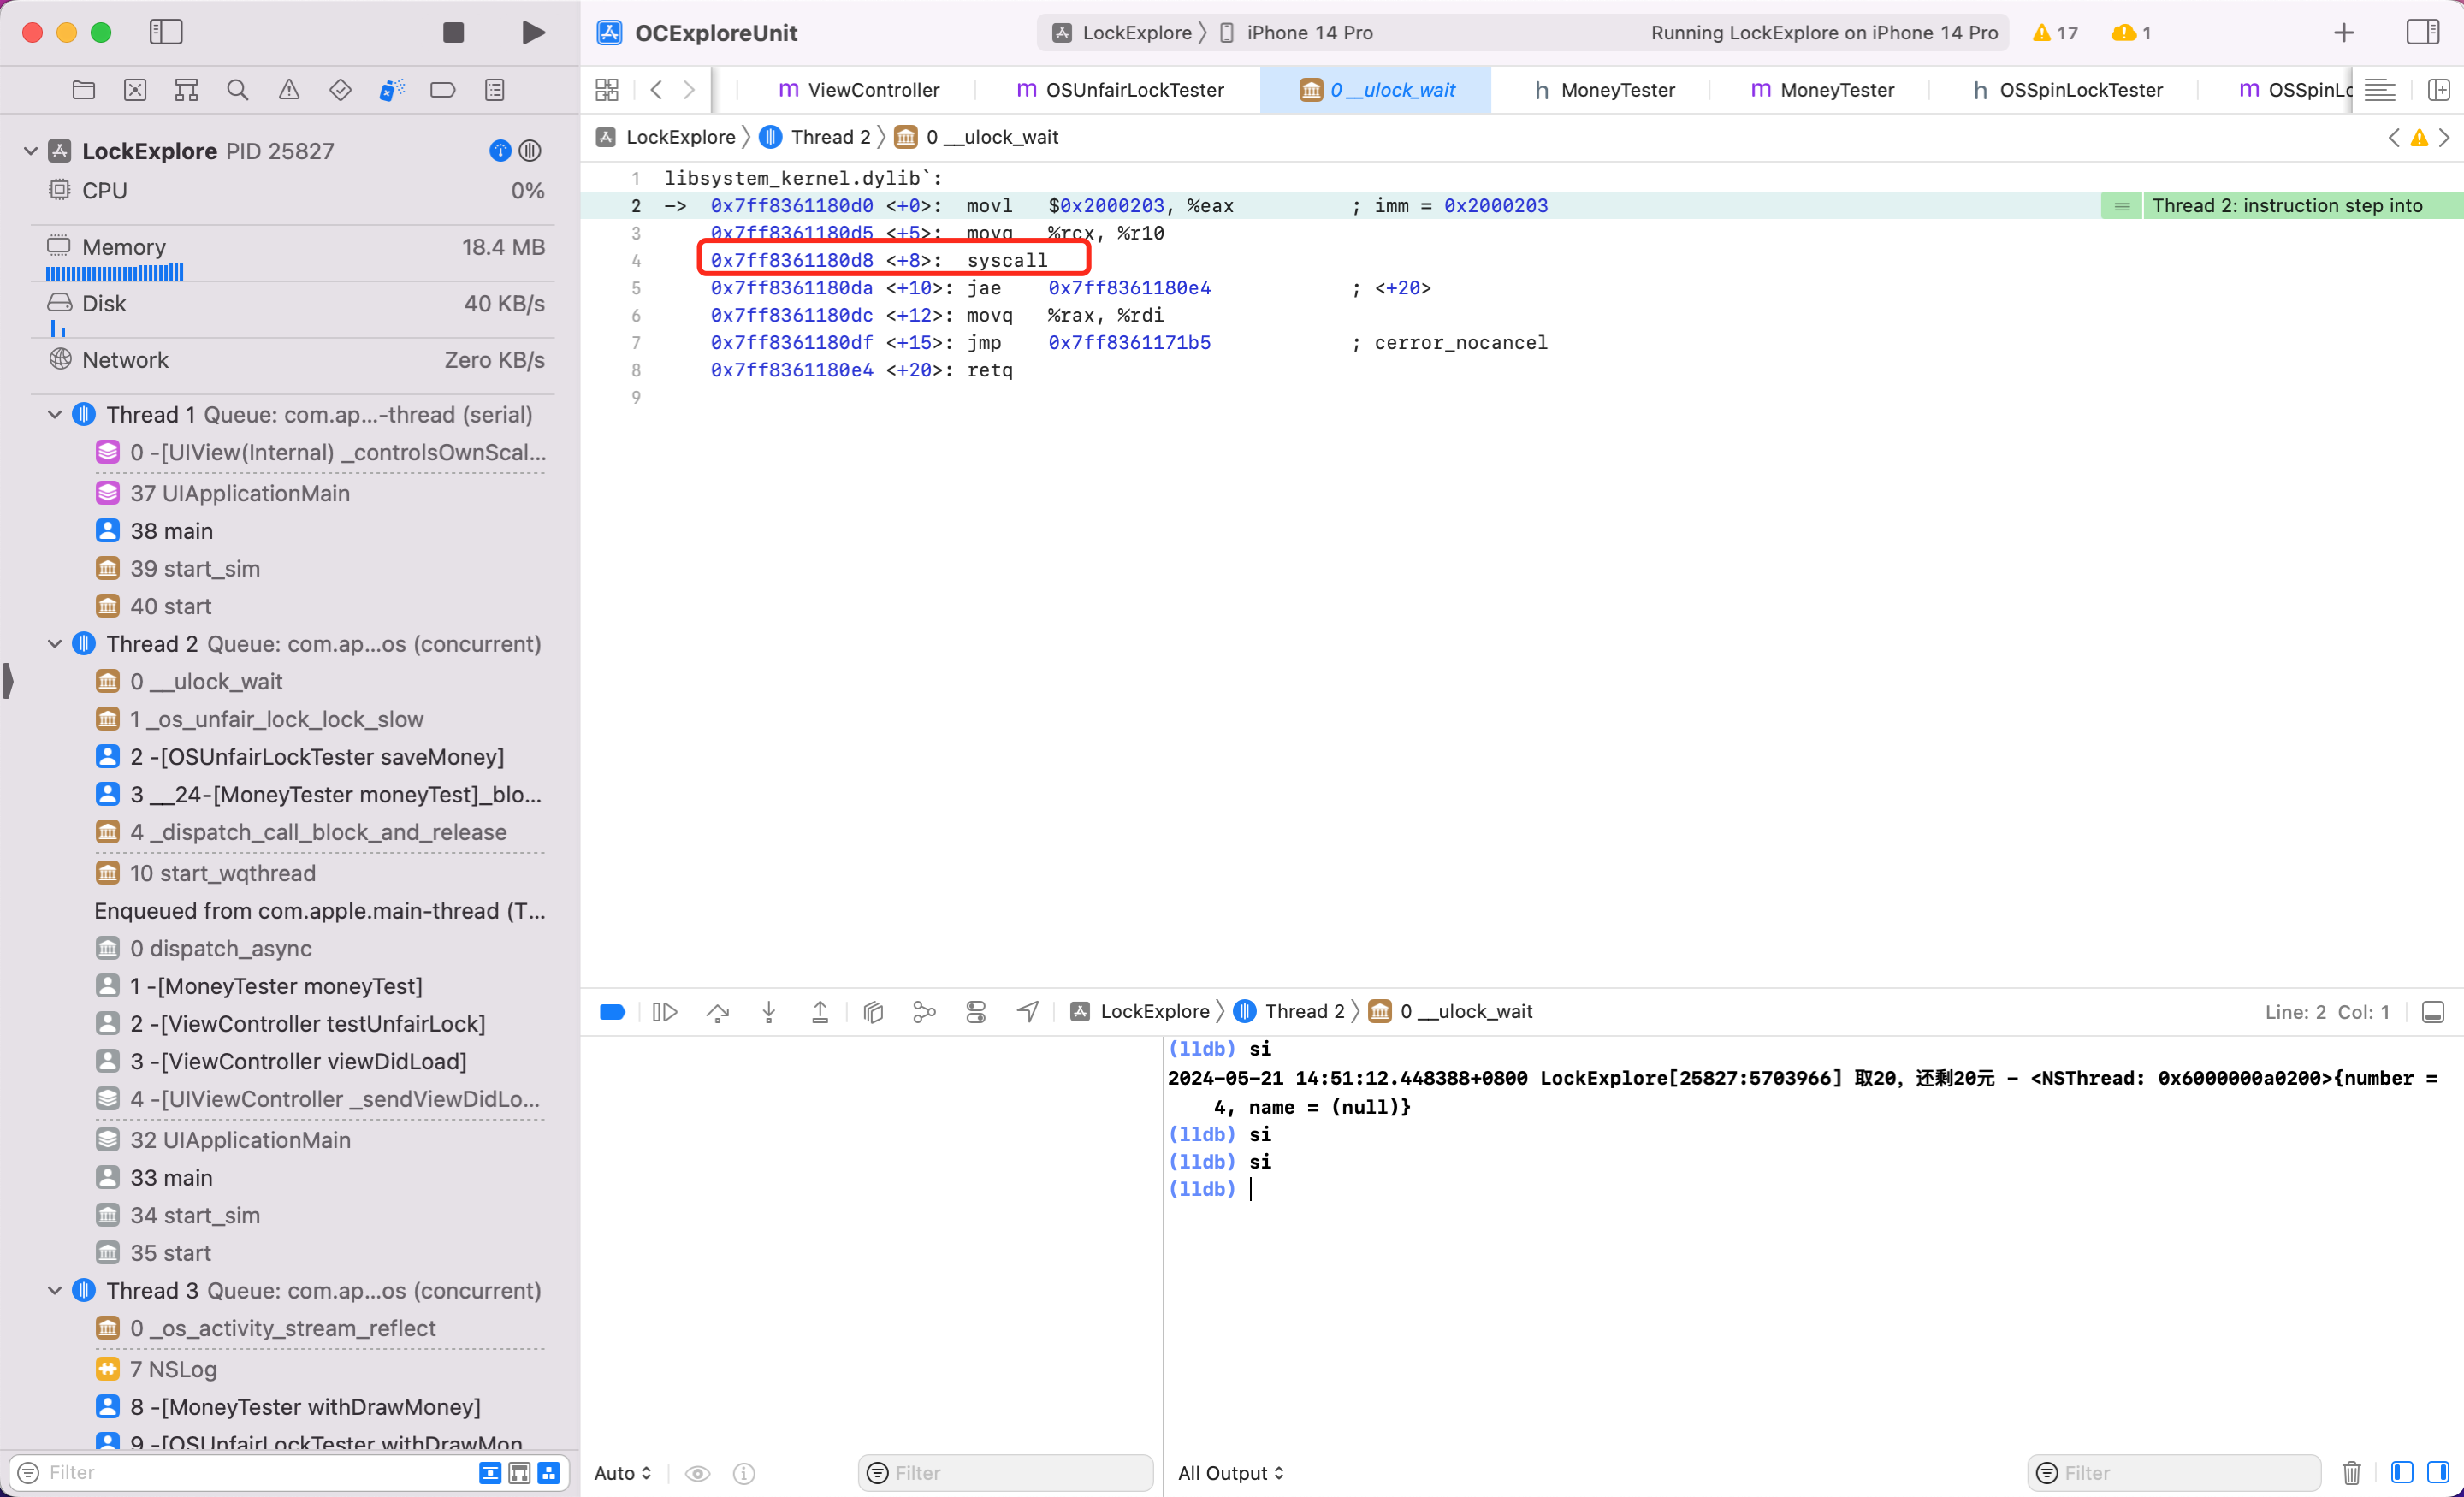 OCExploreUnit
LockExplore
iPhone 14 Pro
Running LockExplore on iPhone 14 Pro
17
1
m ViewController
m OSUnfairLockTester
0 __ulock_wait
h MoneyTester
m MoneyTester
h OSSpinLockTester
m OSSpinLc
LockExplore
Thread 2
0 __ulock_wait
LockExplore PID 25827
CPU 0%
Memory 18.4 MB
Disk 40 KB/s
Network Zero KB/s
Thread 1 Queue: com.ap...-thread (serial)
0 -[UIView(Internal) _controlsOwnScal...
37 UIApplicationMain
38 main
39 start_sim
40 start
Thread 2 Queue: com.ap...os (concurrent)
0 __ulock_wait
1 _os_unfair_lock_lock_slow
2 -[OSUnfairLockTester saveMoney]
3 __24-[MoneyTester moneyTest]_blo...
4 _dispatch_call_block_and_release
10 start_wqthread
Enqueued from com.apple.main-thread (T...
0 dispatch_async
1 -[MoneyTester moneyTest]
2 -[ViewController testUnfairLock]
3 -[ViewController viewDidLoad]
4 -[UIViewController _sendViewDidLo...
32 UIApplicationMain
33 main
34 start_sim
35 start
Thread 3 Queue: com.ap...os (concurrent)
0 _os_activity_stream_reflect
7 NSLog
8 -[MoneyTester withDrawMoney]
9 -[OSUnfairLockTester withDrawMon
Filter
1 libsystem_kernel.dylib`:
2 -> 0x7ff8361180d0 <+0>: movl $0x2000203, %eax ; imm = 0x2000203
Thread 2: instruction step into
3 0x7ff8361180d5 <+5>: movq %rcx, %r10
4 0x7ff8361180d8 <+8>: syscall
5 0x7ff8361180da <+10>: jae 0x7ff8361180e4 ; <+20>
6 0x7ff8361180dc <+12>: movq %rax, %rdi
7 0x7ff8361180df <+15>: jmp 0x7ff8361171b5 ; cerror_nocancel
8 0x7ff8361180e4 <+20>: retq
9
LockExplore
Thread 2
0 __ulock_wait
Line: 2 Col: 1
(lldb) si
2024-05-21 14:51:12.448388+0800 LockExplore[25827:5703966] 取20，还剩20元 - <NSThread: 0x6000000a0200>{number =
4, name = (null)}
(lldb) si
(lldb) si
(lldb)
Auto
Filter
All Output
Filter